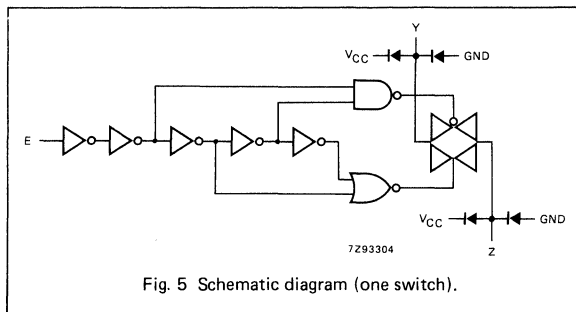 Y
VCC GND
E
VCC GND
7Z93304
Z
Fig. 5 Schematic diagram (one switch).